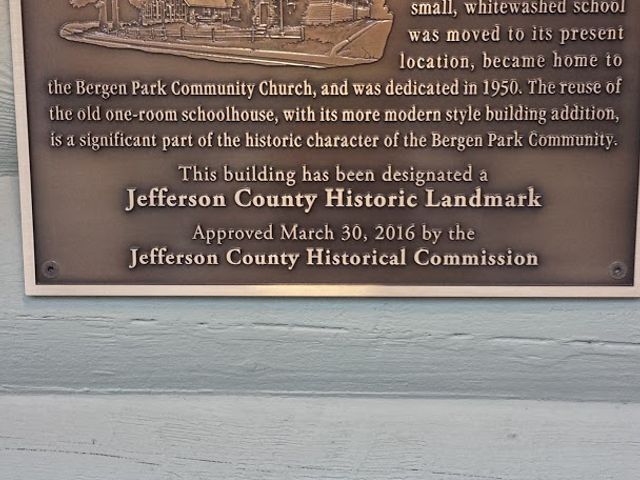 small, whitewashed school
was moved to its present
location, became home to
the Bergen Park Community Church, and was dedicated in 1950. The reuse of
the old one-room schoolhouse, with its more modern style building addition,
is a significant part of the historic character of the Bergen Park Community.
This building has been designated a
Jefferson County Historic Landmark
Approved March 30, 2016 by the
Jefferson County Historical Commission